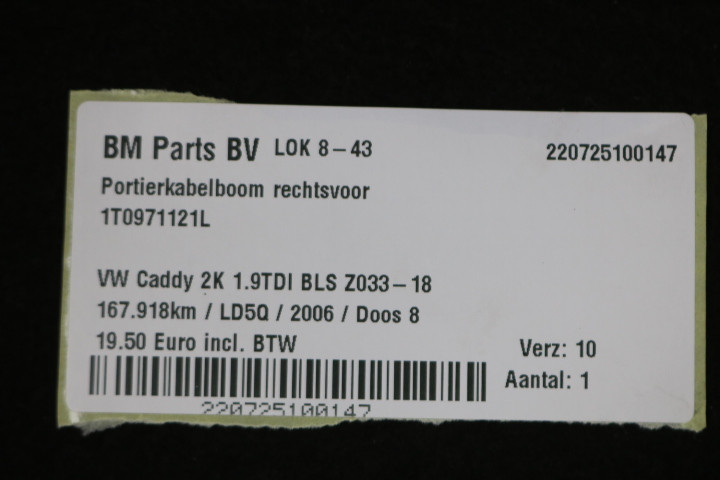 BM Parts BV LOK 8-43 220725100147
Portierkabelboom rechtsvoor
1T0971121L
VW Caddy 2K 1.9TDI BLS Z033-18
167.918km / LD5Q / 2006 / Doos 8
19.50 Euro incl. BTW
Verz: 10
Aantal: 1
220725100147